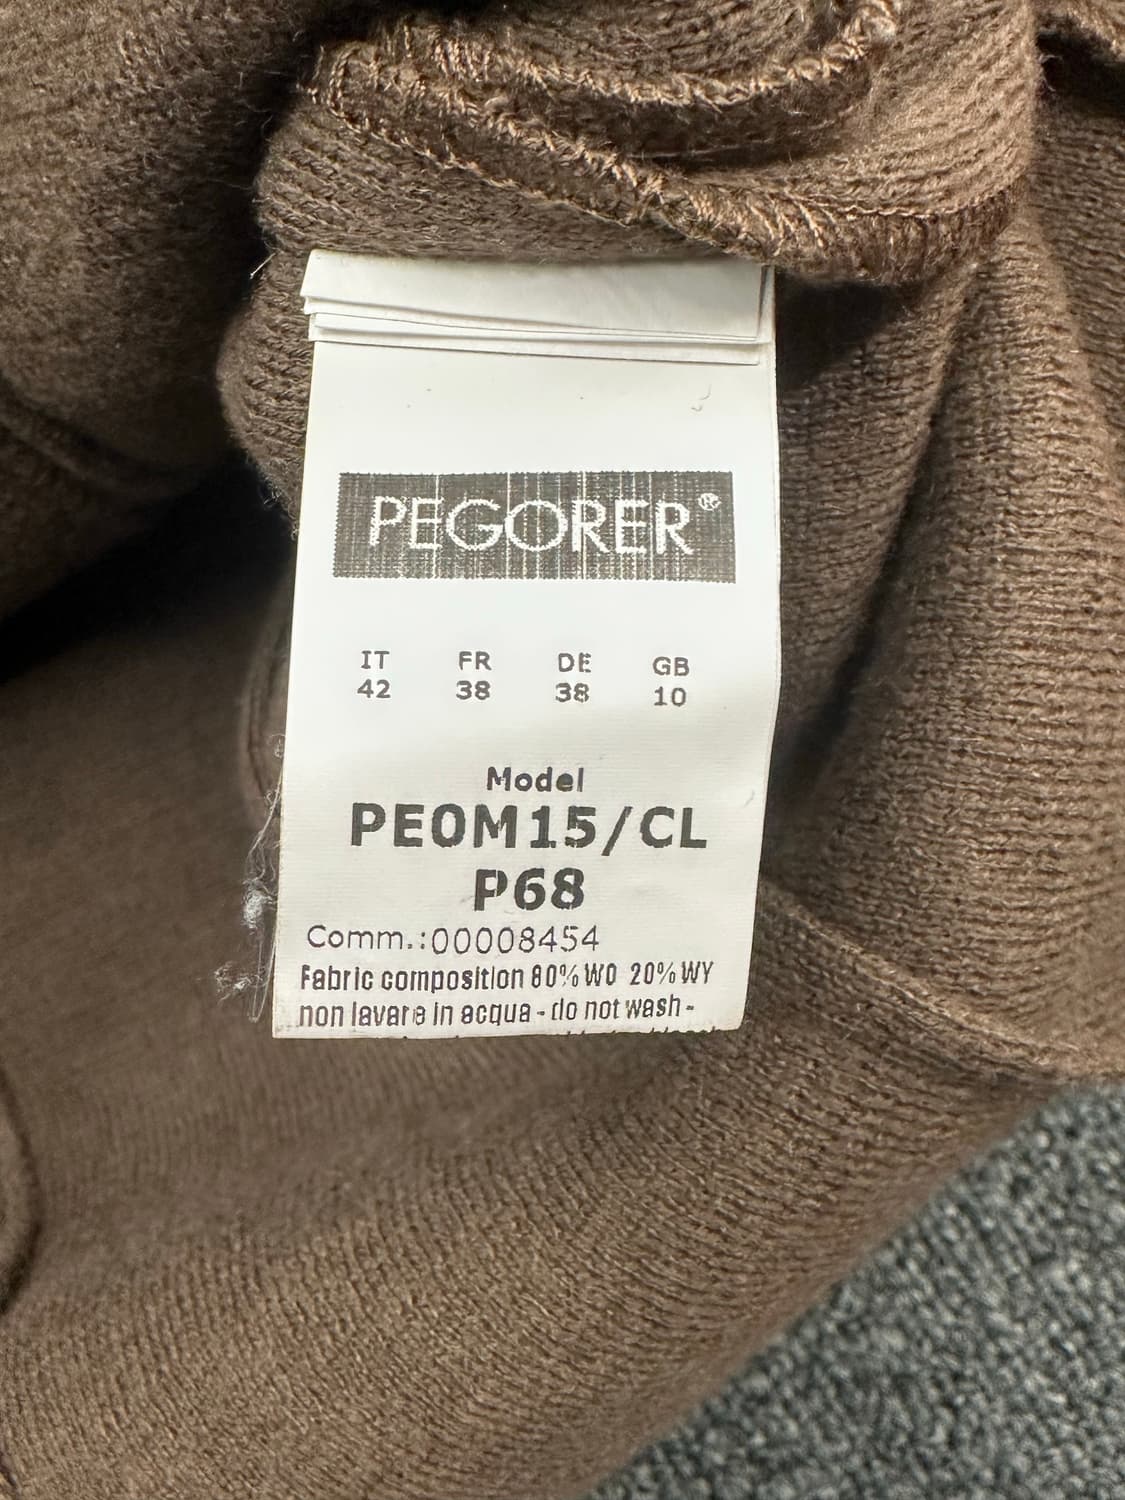 PEGORER®
IT FR DE GB
42 38 38 10
Model
PE0M15/CL
P68
Comm.:00008454
Fabric composition 80% WO 20% WY
non lavare in acqua - do not wash -